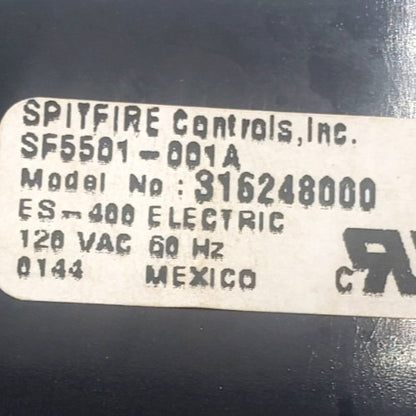 SPITFIRE Controls, Inc.
SF5501-001A
Model No : 316248000
ES-400 ELECTRIC
120 VAC 60 Hz
0144 MEXICO C